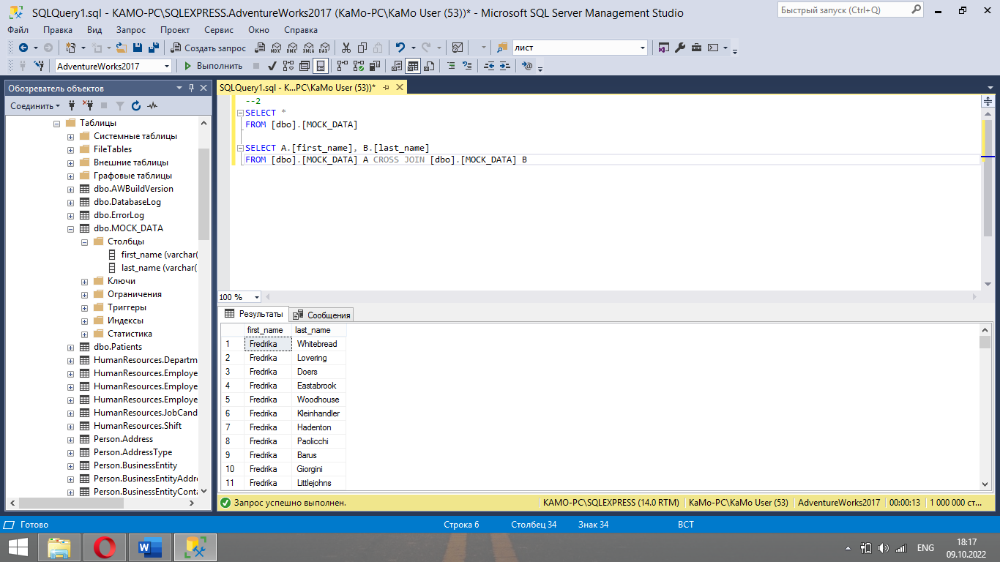 SQLQuery1.sql - KAMO-PC\SQLEXPRESS.AdventureWorks2017 (KaMo-PC\KaMo User (53))* - Microsoft SQL Server Management Studio
Быстрый запуск (Ctrl+Q)
Файл Правка Вид Запрос Проект Сервис Окно Справка
Создать запрос MDX DMX XMLA DAX лист
AdventureWorks2017 Выполнить
Обозреватель объектов
Соединить
Таблицы
Системные таблицы
FileTables
Внешние таблицы
Графовые таблицы
dbo.AWBuildVersion
dbo.DatabaseLog
dbo.ErrorLog
dbo.MOCK_DATA
Столбцы
first_name (varchar(
last_name (varchar(
Ключи
Ограничения
Триггеры
Индексы
Статистика
dbo.Patients
HumanResources.Departm
HumanResources.Employe
HumanResources.Employe
HumanResources.Employe
HumanResources.JobCand
HumanResources.Shift
Person.Address
Person.AddressType
Person.BusinessEntity
Person.BusinessEntityAddre
Person.BusinessEntityCont
SQLQuery1.sql - K...PC\KaMo User (53))*
--2
SELECT *
FROM [dbo].[MOCK_DATA]
SELECT A.[first_name], B.[last_name]
FROM [dbo].[MOCK_DATA] A CROSS JOIN [dbo].[MOCK_DATA] B
100 %
Результаты Сообщения
first_name last_name
1 Fredrika Whitebread
2 Fredrika Lovering
3 Fredrika Doers
4 Fredrika Eastabrook
5 Fredrika Woodhouse
6 Fredrika Kleinhandler
7 Fredrika Hadenton
8 Fredrika Paolicchi
9 Fredrika Barus
10 Fredrika Giorgini
11 Fredrika Littlejohns
Запрос успешно выполнен. KAMO-PC\SQLEXPRESS (14.0 RTM) KaMo-PC\KaMo User (53) AdventureWorks2017 00:00:13 1 000 000 ст...
Готово Строка 6 Столбец 34 Знак 34 ВСТ
ENG
18:17
09.10.2022